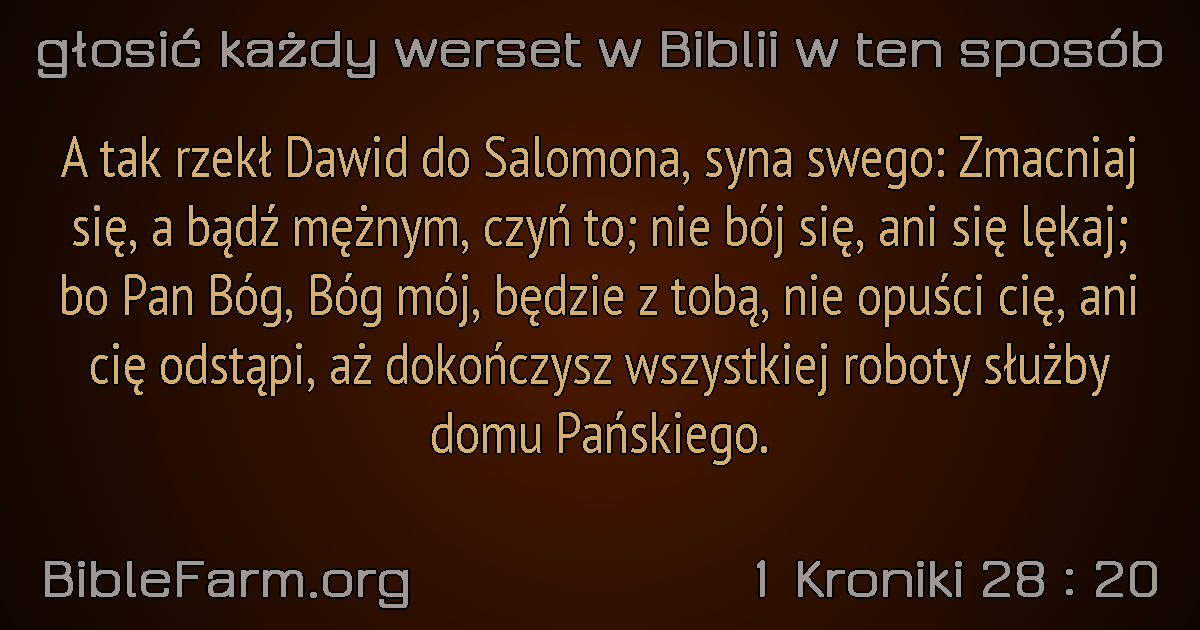 głosić każdy werset w Biblii w ten sposób
A tak rzekł Dawid do Salomona, syna swego: Zmacniaj
się, a bądź mężnym, czyń to; nie bój się, ani się lękaj;
bo Pan Bóg, Bóg mój, będzie z tobą, nie opuści cię, ani
cię odstąpi, aż dokończysz wszystkiej roboty służby
domu Pańskiego.
BibleFarm.org
1 Kroniki 28 : 20